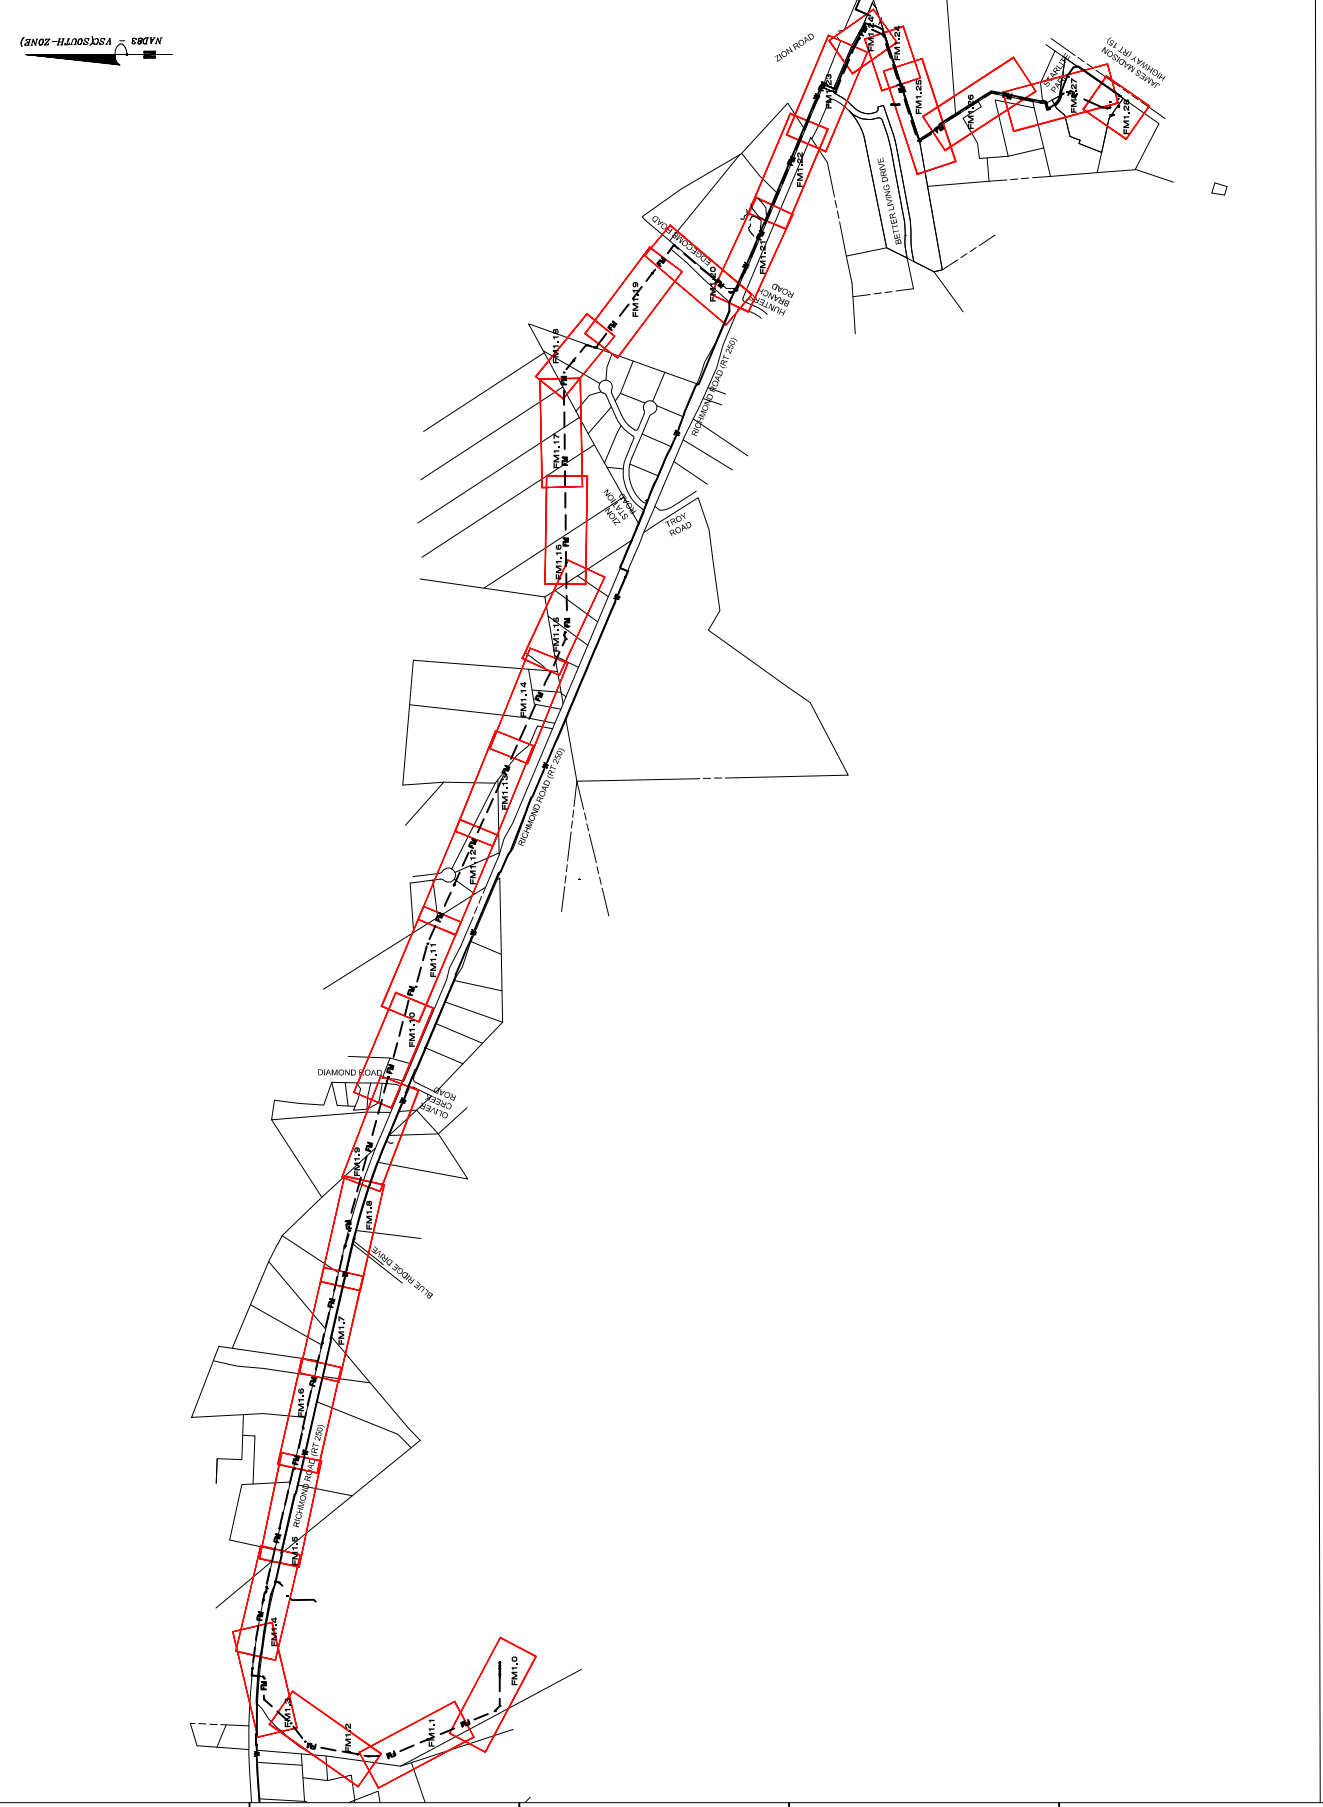 NAD83 - VSC(SOUTH-ZONE)
ZION ROAD
FM1.24
FM1.24
FM1.23
FM1.25
FM1.26
STARLITE
PARK
FM1.27
FM1.28
JAMES MADISON
HIGHWAY (RT 15)
FM1.22
BETTER LIVING DRIVE
FM1.21
EDGECOMB ROAD
FM1.20
HUNTERS
BRANCH
ROAD
FM1.19
FM1.18
RICHMOND ROAD (RT 250)
FM1.17
ZION
STATION
ROAD
TROY
ROAD
FM1.16
FM1.15
FM1.14
FM1.13
RICHMOND ROAD (RT 250)
FM1.12
FM1.11
FM1.10
DIAMOND ROAD
OLIVER
CREEK
ROAD
FM1.9
FM1.8
BLUE RIDGE DRIVE
FM1.7
FM1.6
RICHMOND ROAD (RT 250)
FM1.5
FM1.4
FM1.3
FM1.2
FM1.1
FM1.0